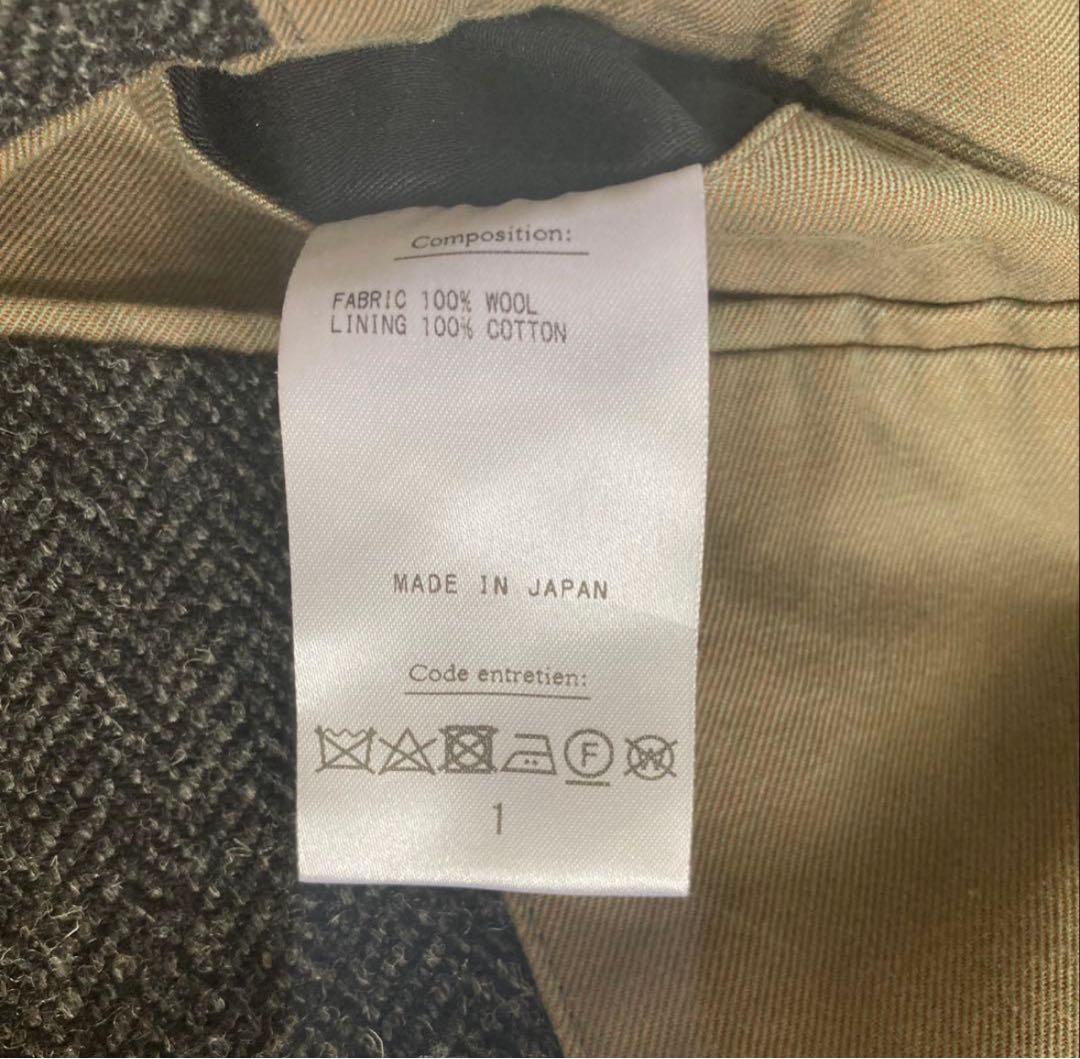 Composition:
FABRIC 100% WOOL
LINING 100% COTTON
MADE IN JAPAN
Code entretien:
F W
1